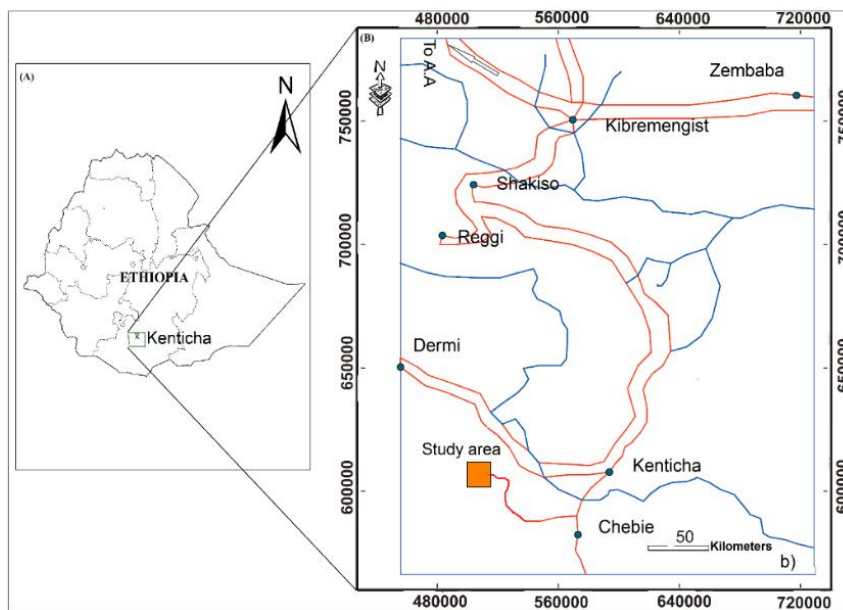 480000 560000 640000 720000
(A)
(B)
To A.A
N
N
Zembaba
750000
750000
Kibremengist
Shakiso
Reggi
700000
700000
ETHIOPIA
Kenticha
Dermi
650000
650000
Study area
Kenticha
600000
600000
Chebie
50
Kilometers
b)
480000 560000 640000 720000